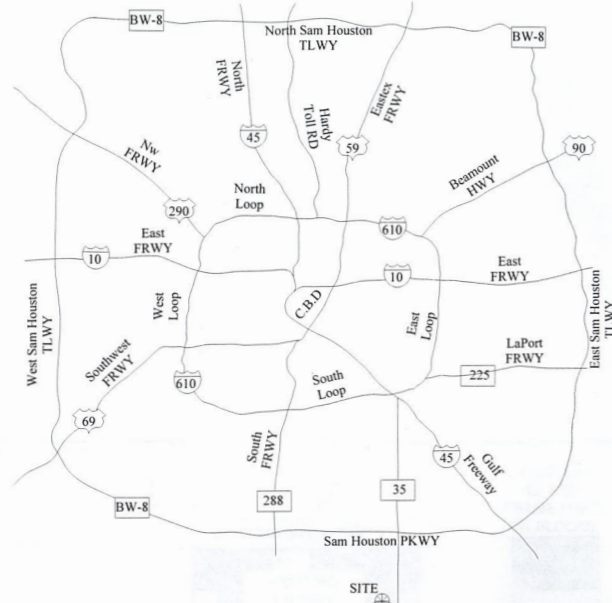 BW-8
North Sam Houston
TLWY
BW-8
North
FRWY
Hardy
Toll RD
Eastex
FRWY
45
59
90
Nw
FRWY
Beamount
HWY
North
Loop
290
610
East
FRWY
10
West
Loop
C.B.D
10
East
FRWY
East
Loop
West Sam Houston
TLWY
East Sam Houston
TLWY
Southwest
FRWY
LaPort
FRWY
225
610
South
Loop
69
South
FRWY
45
Gulf
Freeway
288
35
BW-8
Sam Houston PKWY
SITE